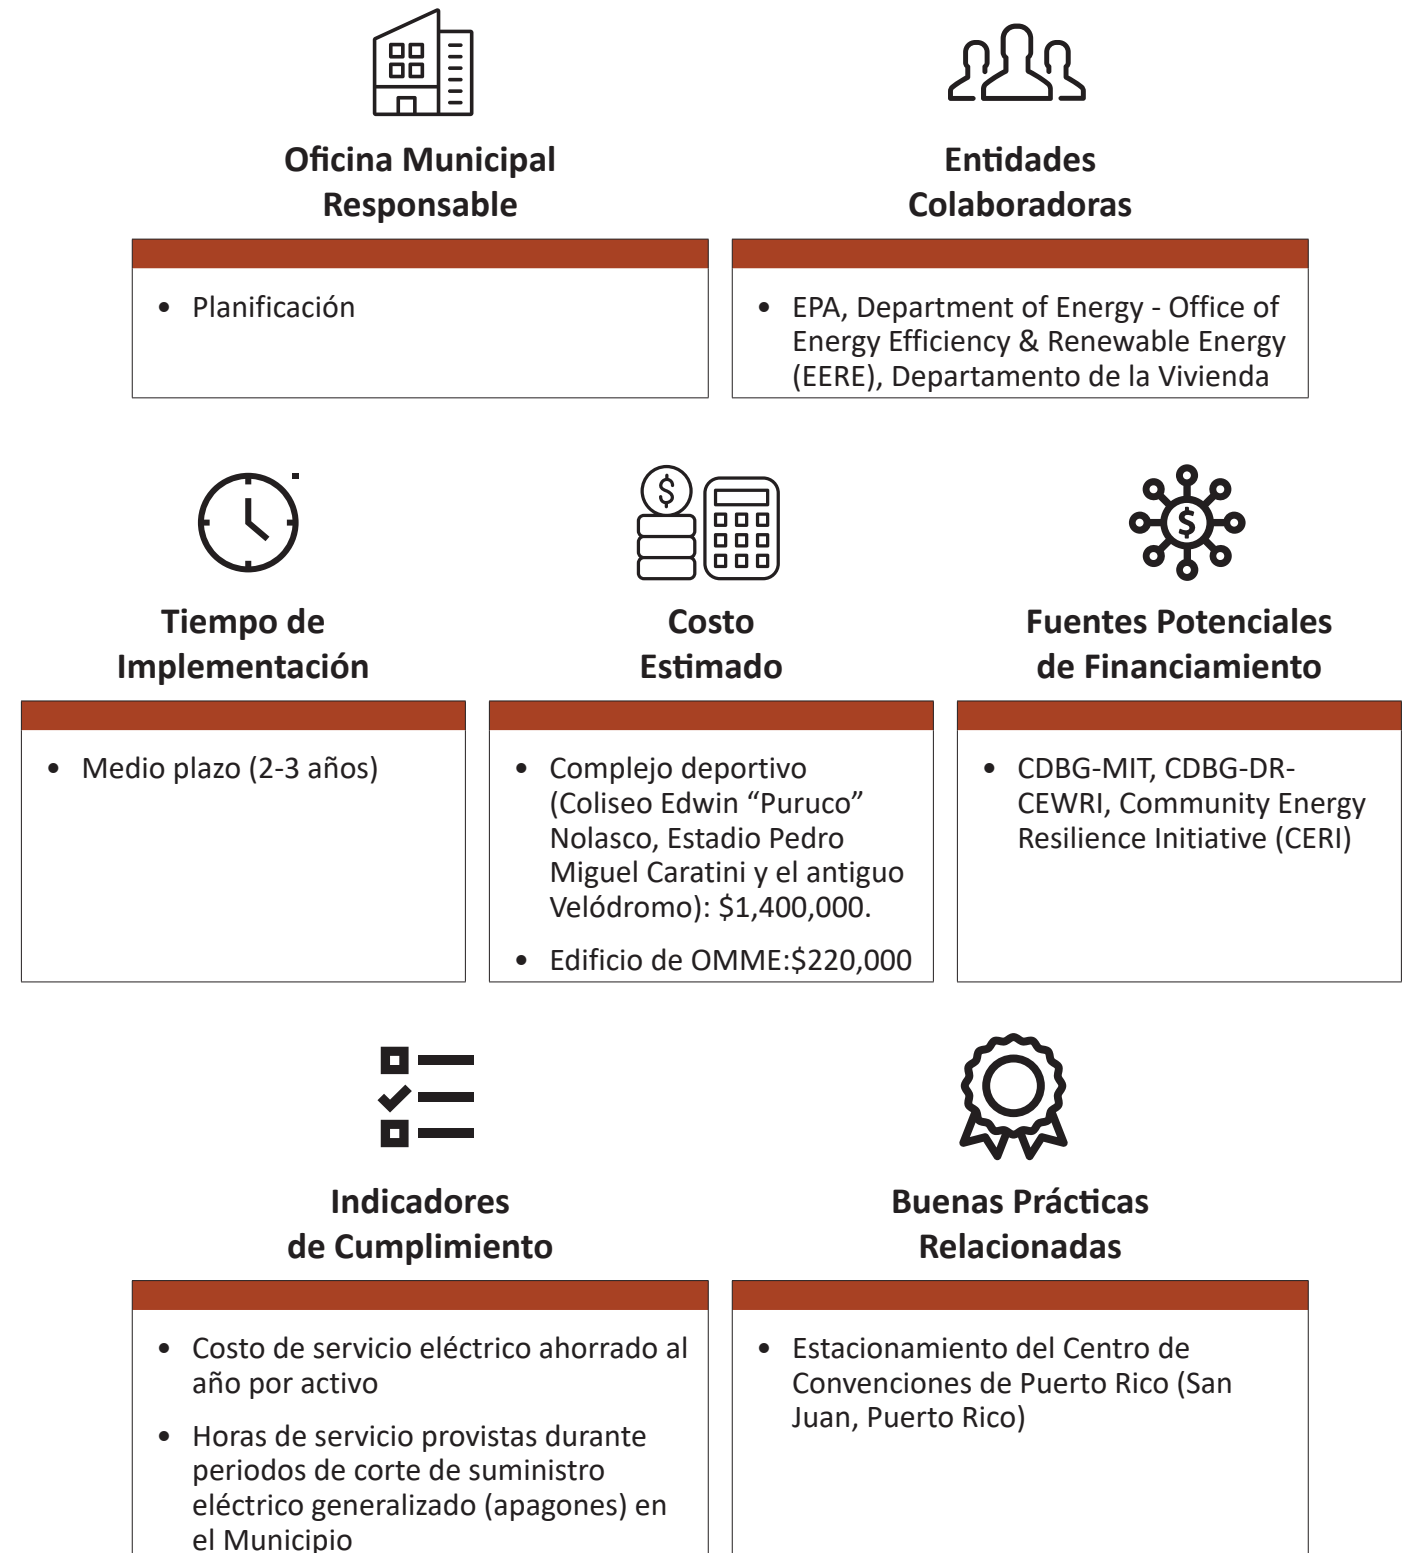 Oficina Municipal
Responsable
• Planificación
Entidades
Colaboradoras
• EPA, Department of Energy - Office of
Energy Efficiency & Renewable Energy
(EERE), Departamento de la Vivienda
Tiempo de
Implementación
• Medio plazo (2-3 años)
Costo
Estimado
• Complejo deportivo
(Coliseo Edwin “Puruco”
Nolasco, Estadio Pedro
Miguel Caratini y el antiguo
Velódromo): $1,400,000.
• Edificio de OMME:$220,000
Fuentes Potenciales
de Financiamiento
• CDBG-MIT, CDBG-DR-
CEWRI, Community Energy
Resilience Initiative (CERI)
Indicadores
de Cumplimiento
• Costo de servicio eléctrico ahorrado al
año por activo
• Horas de servicio provistas durante
periodos de corte de suministro
eléctrico generalizado (apagones) en
el Municipio
Buenas Prácticas
Relacionadas
• Estacionamiento del Centro de
Convenciones de Puerto Rico (San
Juan, Puerto Rico)